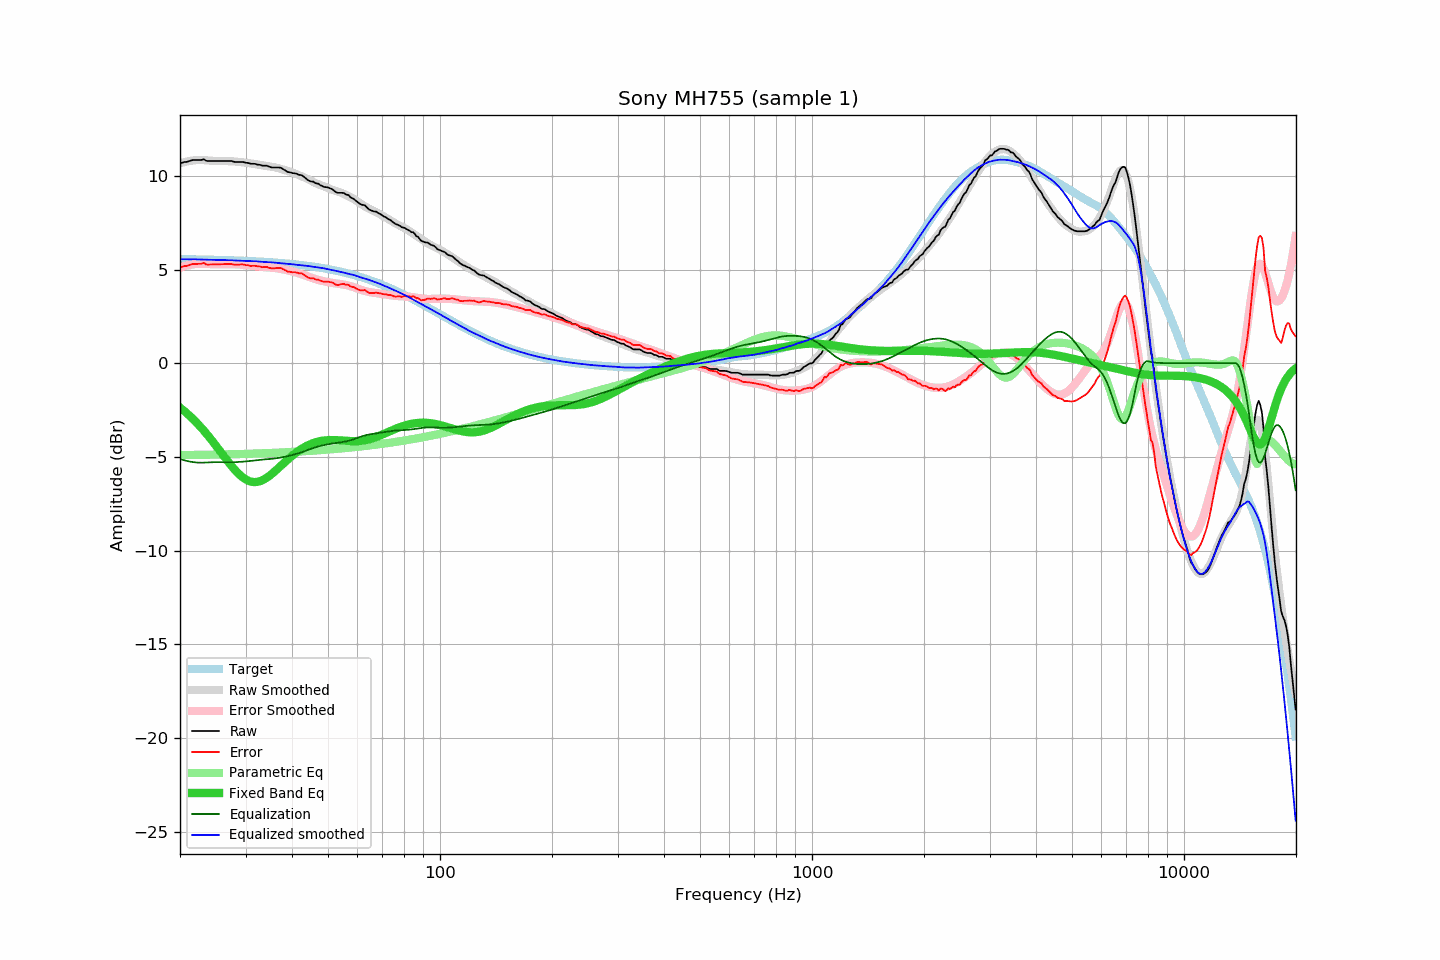 Sony MH755 (sample 1)
10
5
0
−5
−10
−15
−20
−25
Amplitude (dBr)
Target
Raw Smoothed
Error Smoothed
Raw
Error
Parametric Eq
Fixed Band Eq
Equalization
Equalized smoothed
100
1000
10000
Frequency (Hz)